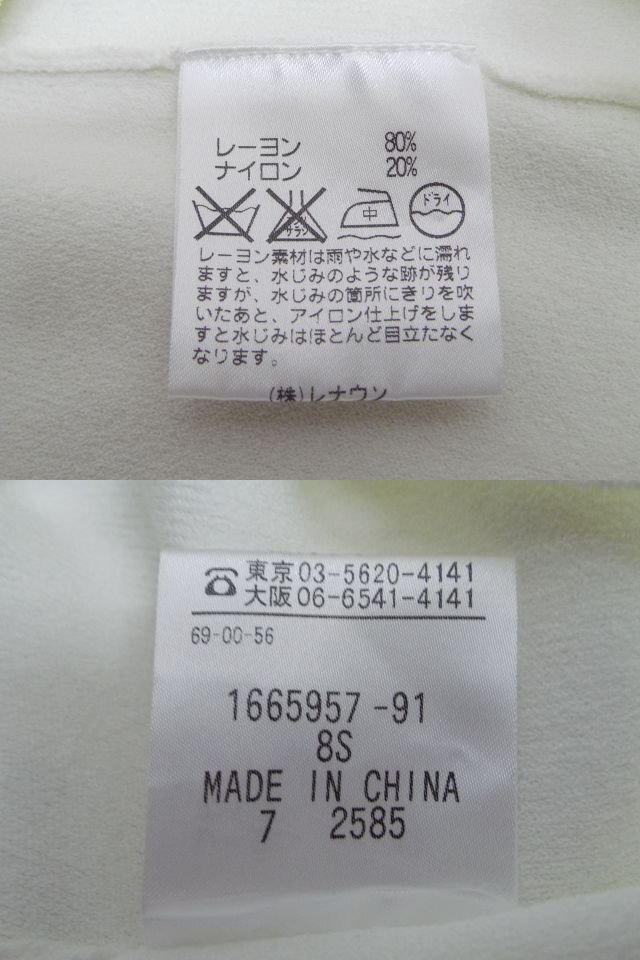 レーヨン 80%
ナイロン 20%
サラシ 中 ドライ
レーヨン素材は雨や水などに濡れ
ますと、水じみのような跡が残り
ますが、水じみの箇所にきりを吹
いたあと、アイロン仕上げをしま
すと水じみはほとんど目立たなく
なります。
(株)レナウン
東京 03-5620-4141
大阪 06-6541-4141
69-00-56
1665957-91
8S
MADE IN CHINA
7 2585